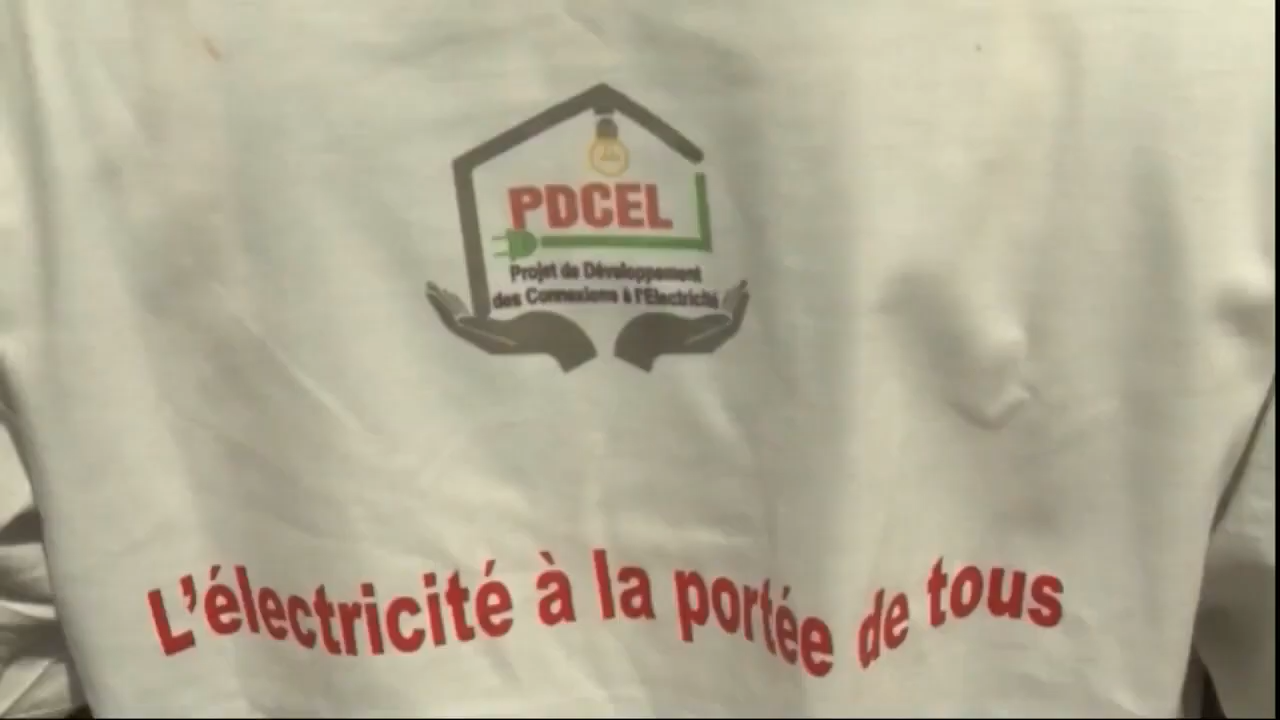 PDCEL
Projet de Développement
des Connexions à l'Electricité
L'électricité à la portée de tous